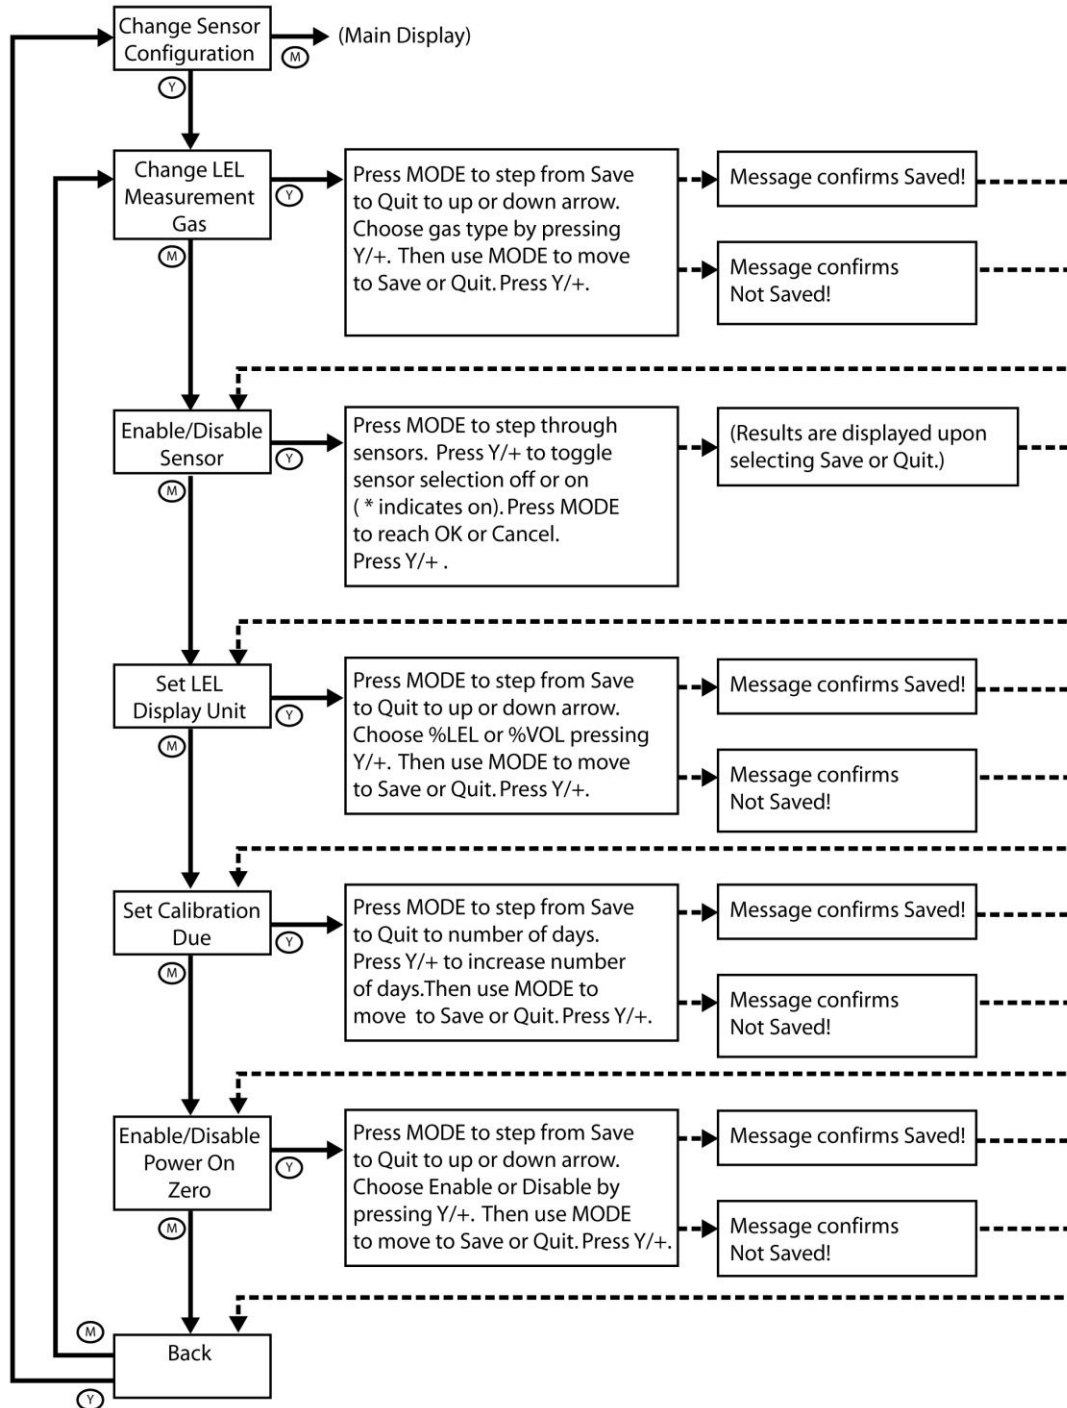 Change Sensor
Configuration
M
(Main Display)
Y
Change LEL
Measurement
Gas
Y
M
Press MODE to step from Save
to Quit to up or down arrow.
Choose gas type by pressing
Y/+. Then use MODE to move
to Save or Quit. Press Y/+.
Message confirms Saved!
Message confirms
Not Saved!
Enable/Disable
Sensor
Y
M
Press MODE to step through
sensors. Press Y/+ to toggle
sensor selection off or on
( * indicates on). Press MODE
to reach OK or Cancel.
Press Y/+ .
(Results are displayed upon
selecting Save or Quit.)
Set LEL
Display Unit
Y
M
Press MODE to step from Save
to Quit to up or down arrow.
Choose %LEL or %VOL pressing
Y/+. Then use MODE to move
to Save or Quit. Press Y/+.
Message confirms Saved!
Message confirms
Not Saved!
Set Calibration
Due
Y
M
Press MODE to step from Save
to Quit to number of days.
Press Y/+ to increase number
of days.Then use MODE to
move to Save or Quit. Press Y/+.
Message confirms Saved!
Message confirms
Not Saved!
Enable/Disable
Power On
Zero
Y
M
Press MODE to step from Save
to Quit to up or down arrow.
Choose Enable or Disable by
pressing Y/+. Then use MODE
to move to Save or Quit. Press Y/+.
Message confirms Saved!
Message confirms
Not Saved!
M
Back
Y